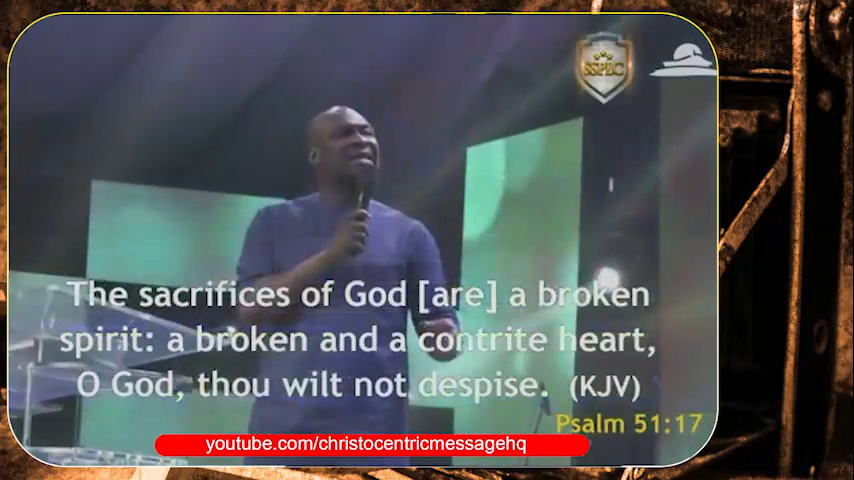 SSPEC
The sacrifices of God [are] a broken
spirit: a broken and a contrite heart,
O God, thou wilt not despise. (KJV)
Psalm 51:17
youtube.com/christocentricmessagehq